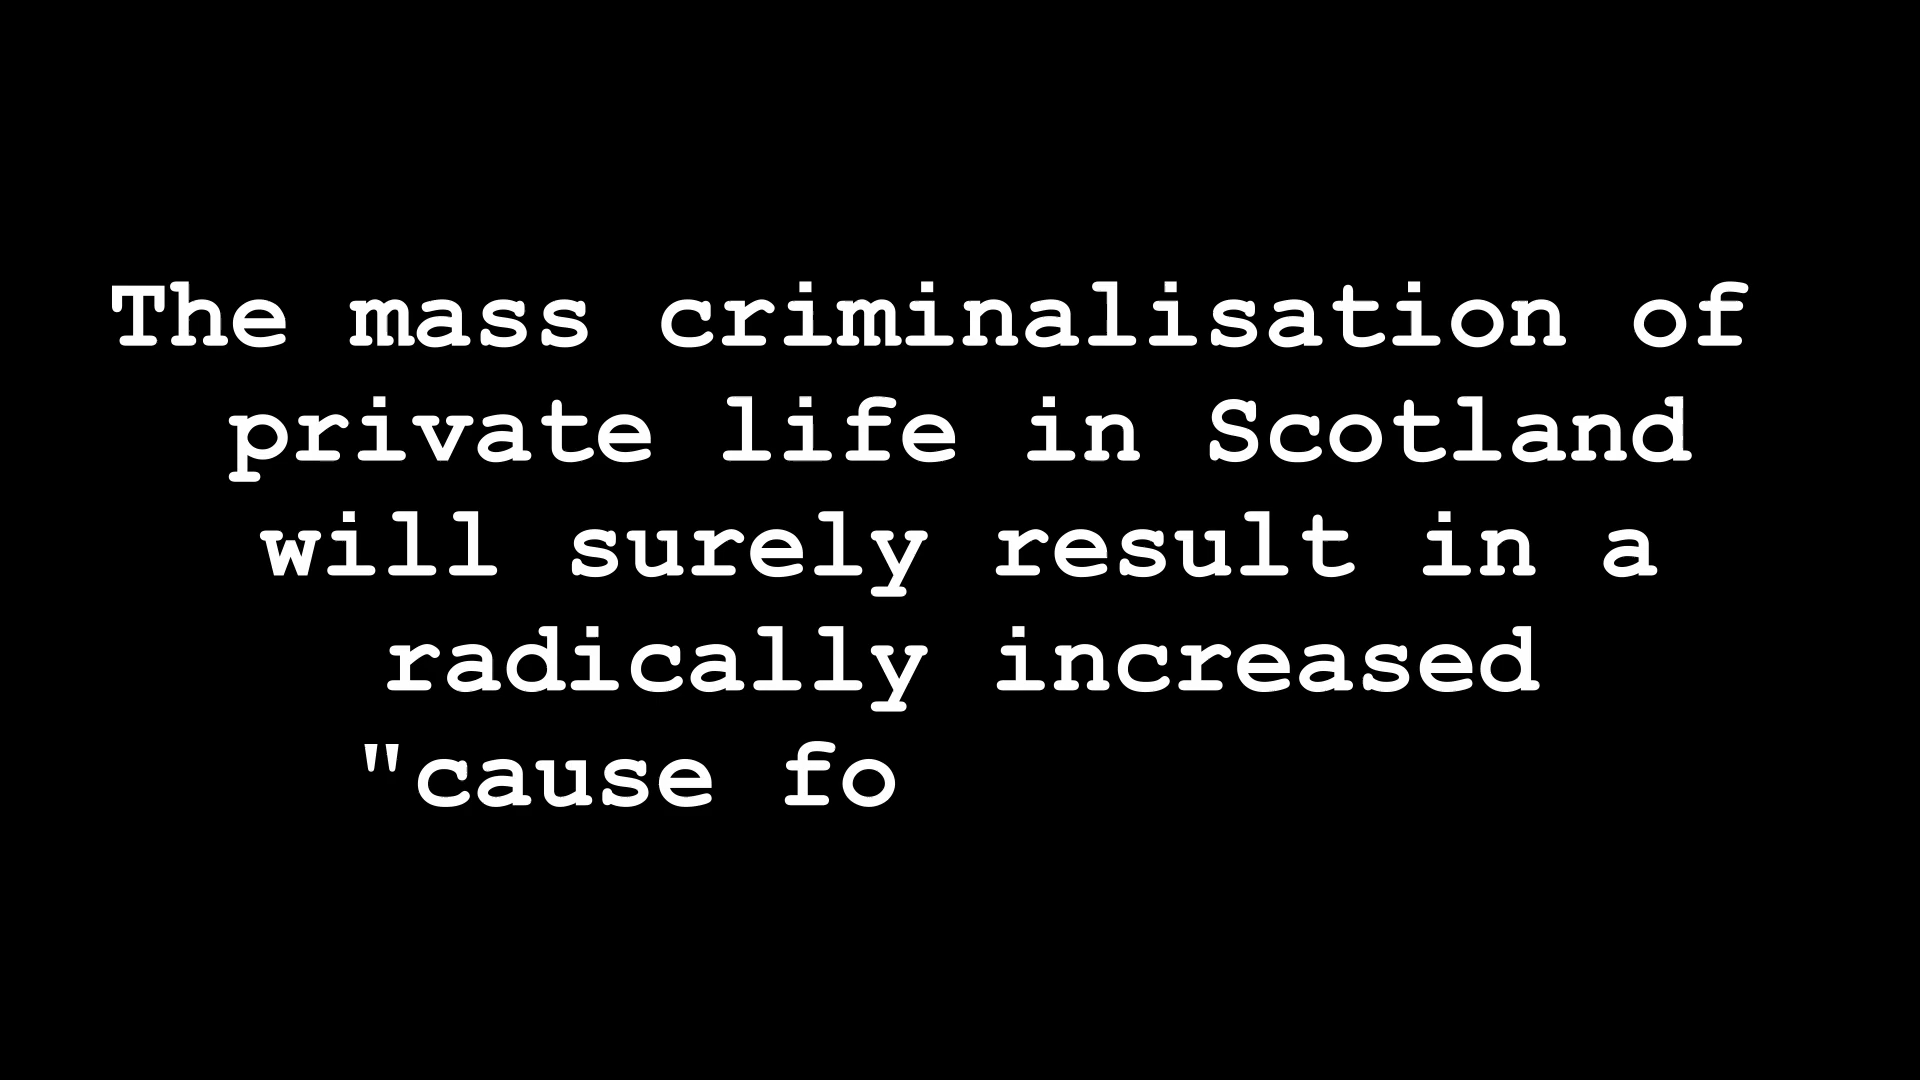 The mass criminalisation of
private life in Scotland
will surely result in a
radically increased
"cause fo